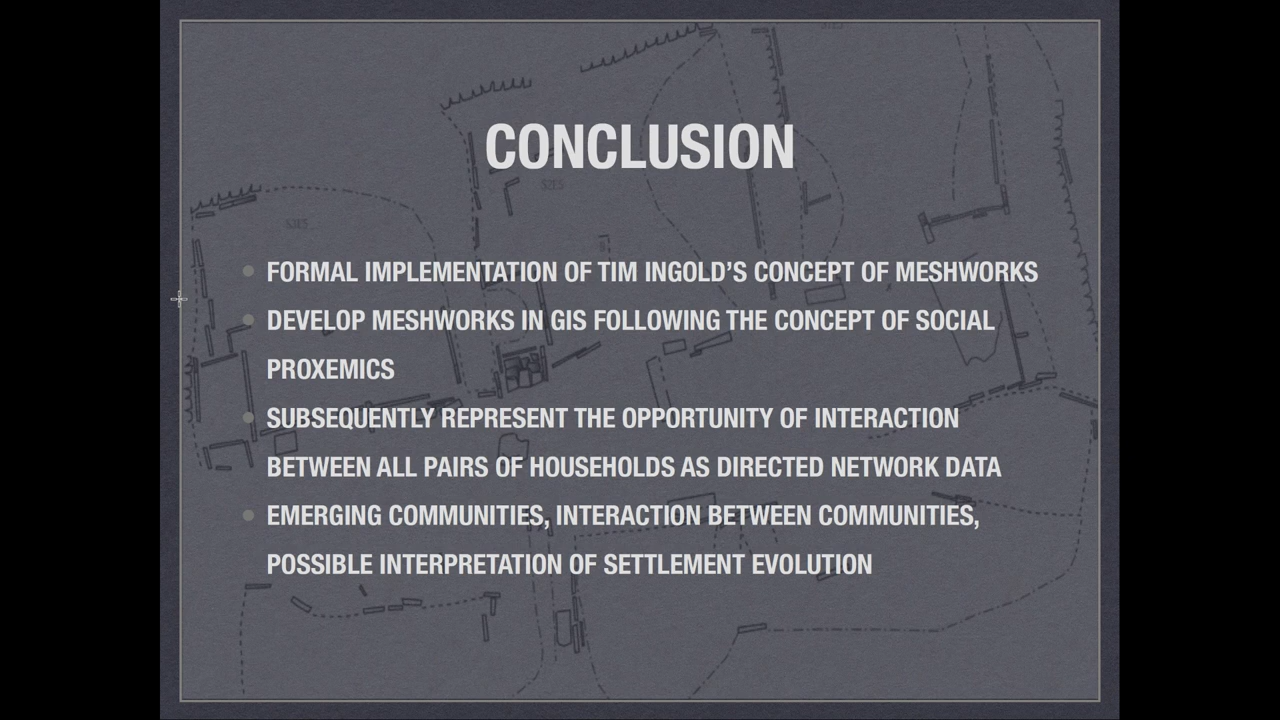 CONCLUSION
FORMAL IMPLEMENTATION OF TIM INGOLD'S CONCEPT OF MESHWORKS
DEVELOP MESHWORKS IN GIS FOLLOWING THE CONCEPT OF SOCIAL
PROXEMICS
SUBSEQUENTLY REPRESENT THE OPPORTUNITY OF INTERACTION
BETWEEN ALL PAIRS OF HOUSEHOLDS AS DIRECTED NETWORK DATA
EMERGING COMMUNITIES, INTERACTION BETWEEN COMMUNITIES,
POSSIBLE INTERPRETATION OF SETTLEMENT EVOLUTION